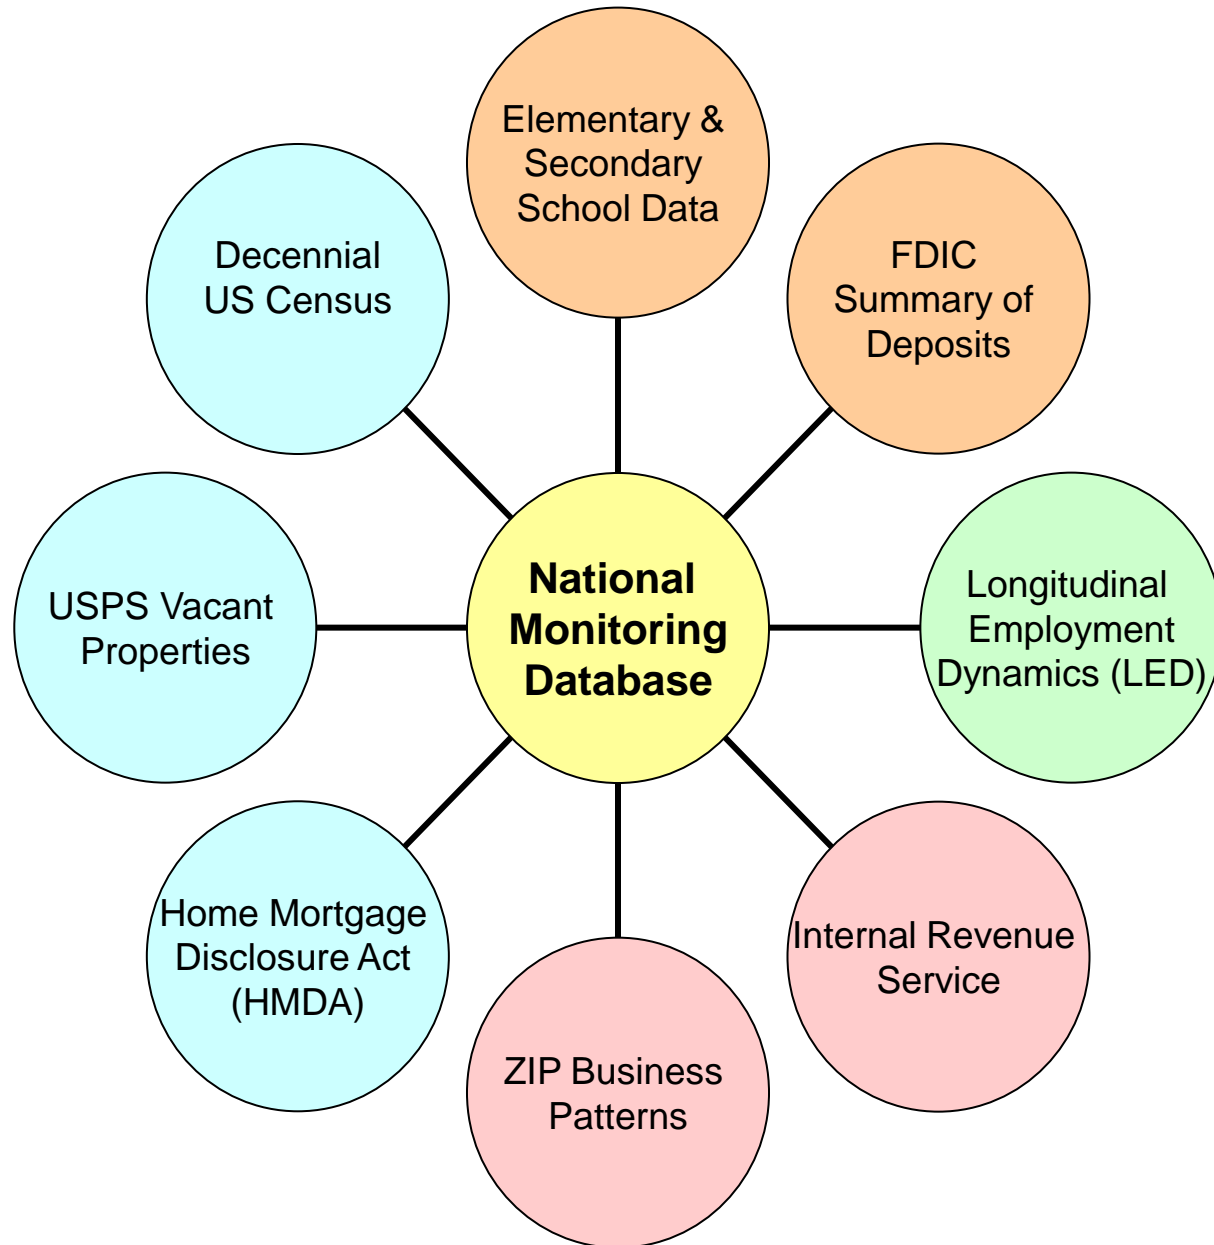 Elementary &
Secondary
School Data
Decennial
US Census
FDIC
Summary of
Deposits
USPS Vacant
Properties
National
Monitoring
Database
Longitudinal
Employment
Dynamics (LED)
Home Mortgage
Disclosure Act
(HMDA)
Internal Revenue
Service
ZIP Business
Patterns